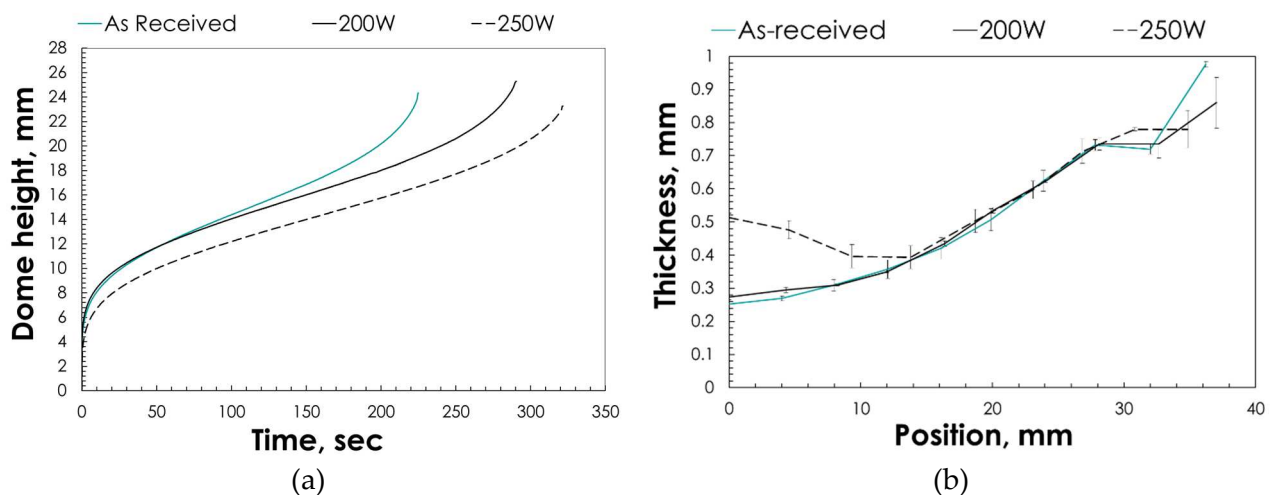 As Received 200W 250W
28
26
24
22
20
18
16
14
12
10
8
6
4
2
0
Dome height, mm
0 50 100 150 200 250 300 350
Time, sec
(a)
As-received 200W 250W
1
0.9
0.8
0.7
0.6
0.5
0.4
0.3
0.2
0.1
0
Thickness, mm
0 10 20 30 40
Position, mm
(b)